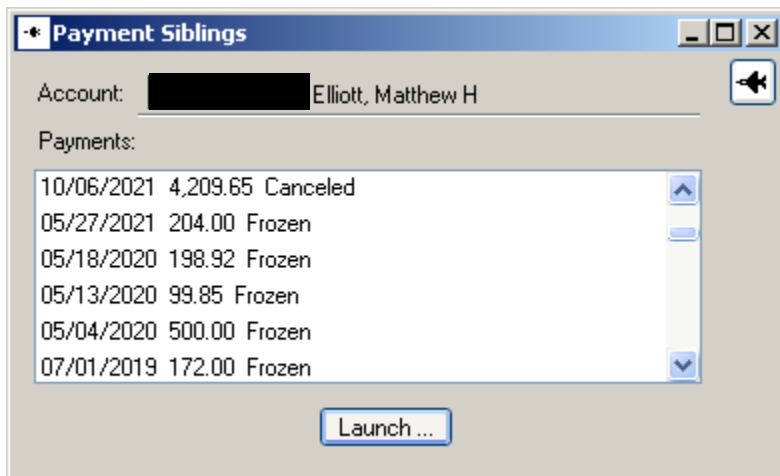 Payment Siblings
Account: Elliott, Matthew H
Payments:
10/06/2021 4,209.65 Canceled
05/27/2021 204.00 Frozen
05/18/2020 198.92 Frozen
05/13/2020 99.85 Frozen
05/04/2020 500.00 Frozen
07/01/2019 172.00 Frozen
Launch ...